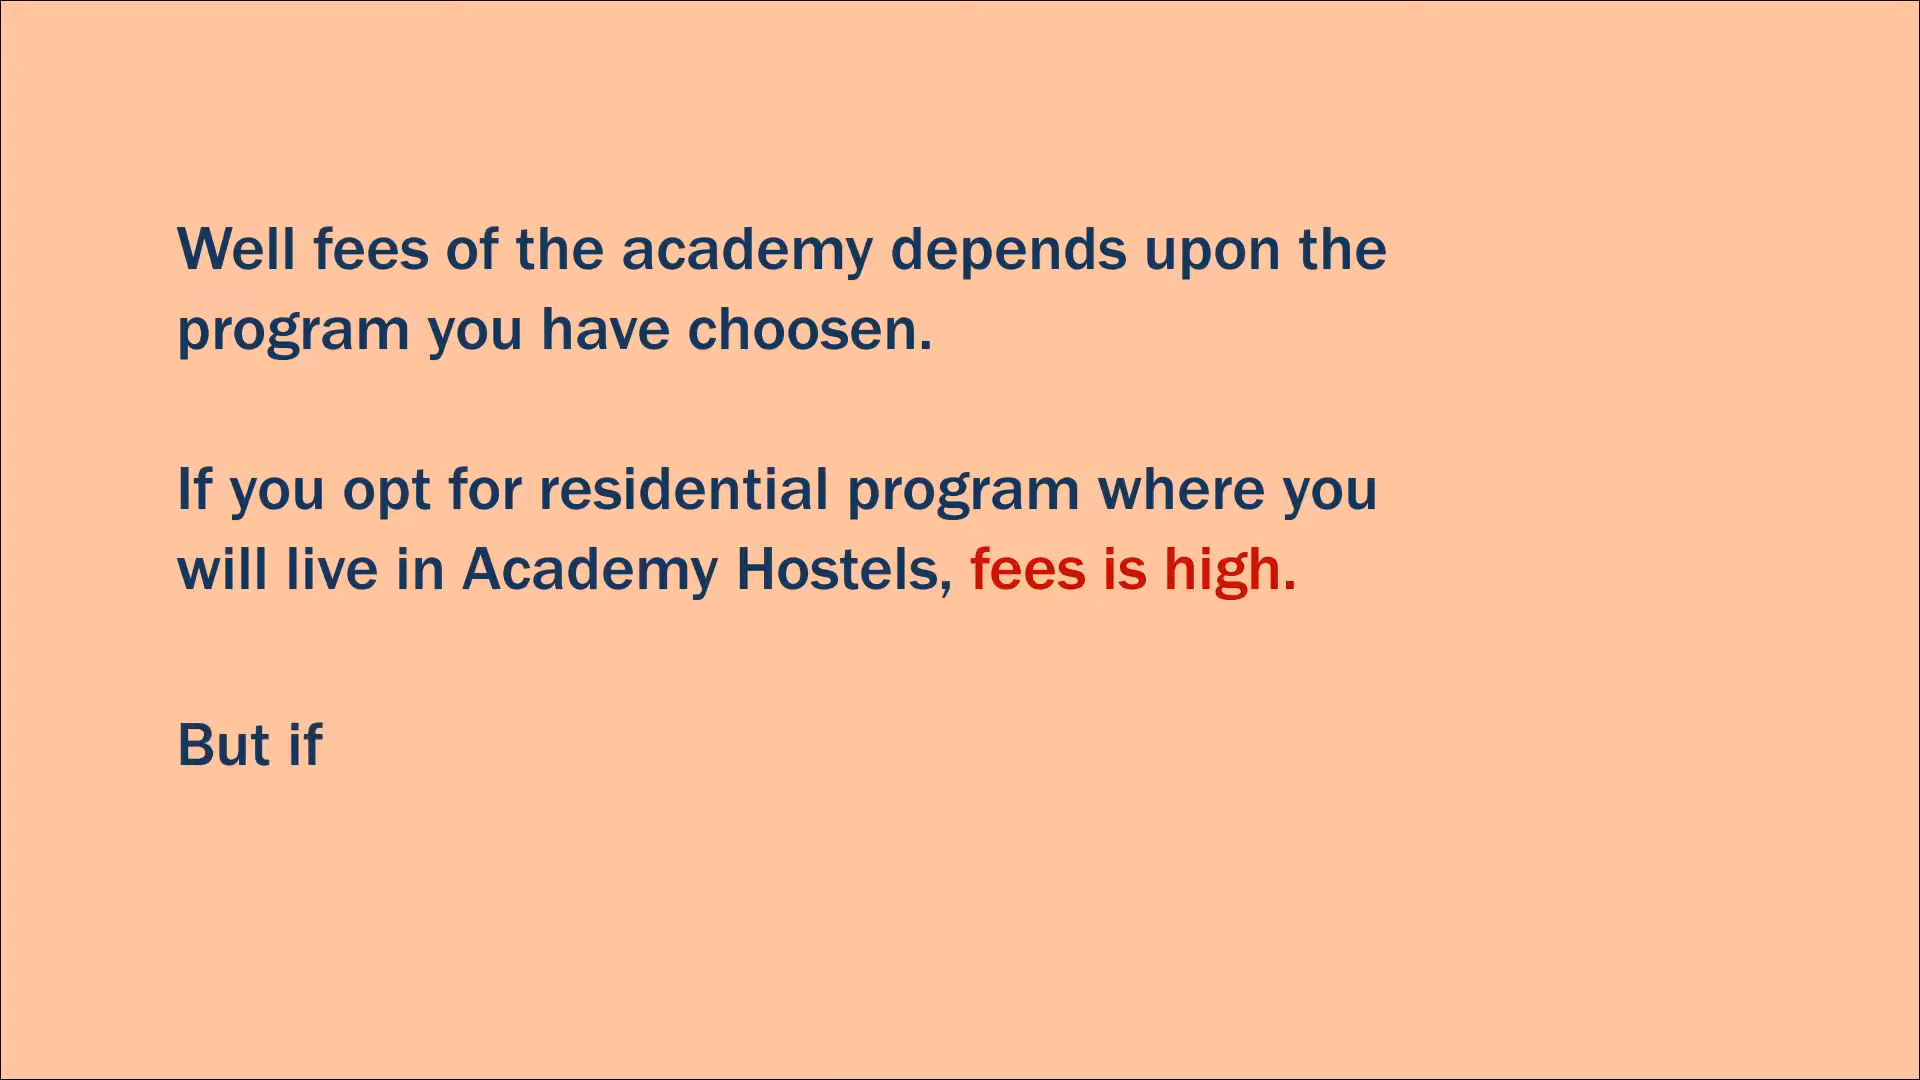 Well fees of the academy depends upon the
program you have choosen.
If you opt for residential program where you
will live in Academy Hostels, fees is high.
But if